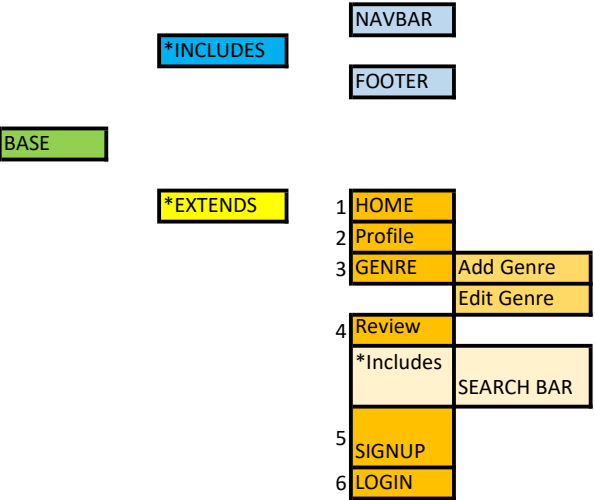 NAVBAR
*INCLUDES
FOOTER
BASE
*EXTENDS
1 HOME
2 Profile
3 GENRE Add Genre
Edit Genre
4 Review
*Includes
SEARCH BAR
5
SIGNUP
6 LOGIN